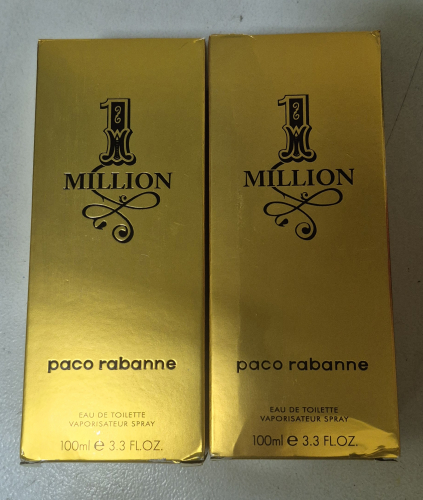 1
MILLION
paco rabanne
EAU DE TOILETTE
VAPORISATEUR SPRAY
100ml e 3.3 FL.OZ.
1
MILLION
paco rabanne
EAU DE TOILETTE
VAPORISATEUR SPRAY
100ml e 3.3 FL.OZ.